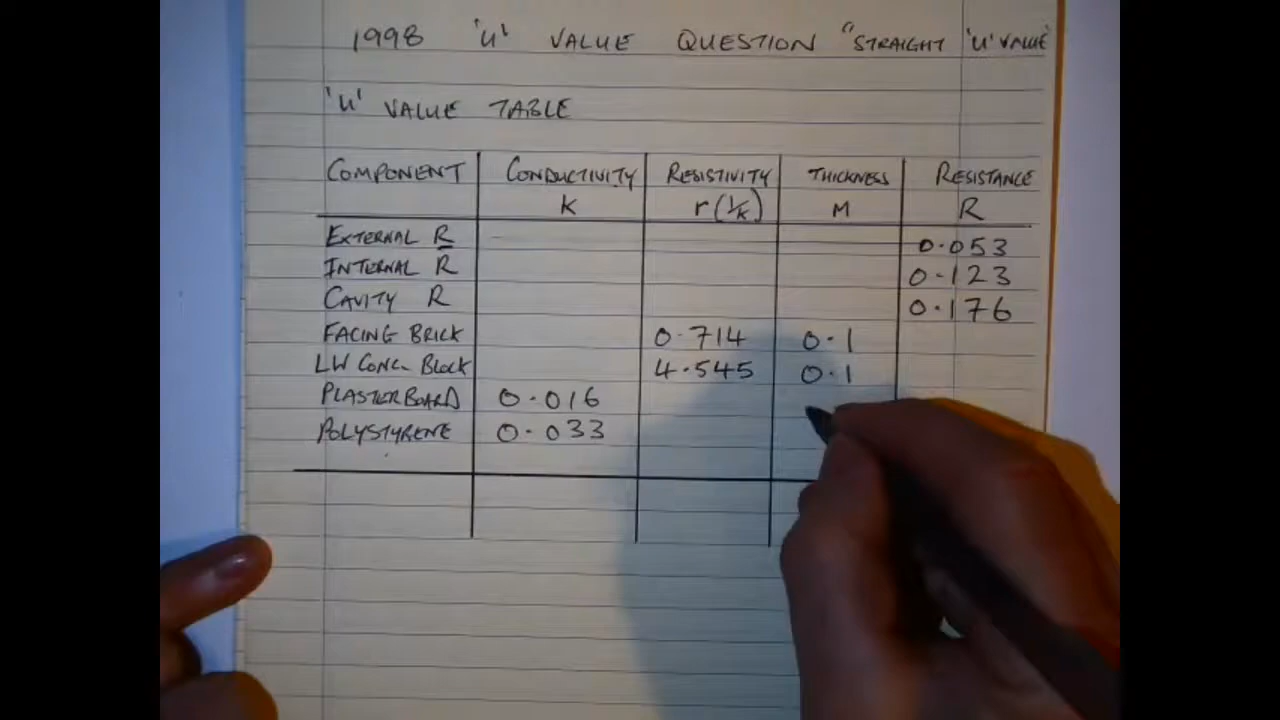 1998 'U' VALUE QUESTION "STRAIGHT 'U' VALUE'
'U' VALUE TABLE
COMPONENT CONDUCTIVITY RESISTIVITY THICKNESS RESISTANCE
K r(1/K) M R
EXTERNAL R 0.053
INTERNAL R 0.123
CAVITY R 0.176
FACING BRICK 0.714 0.1
LW CONC. BLOCK 4.545 0.1
PLASTERBOARD 0.016
POLYSTYRENE 0.033